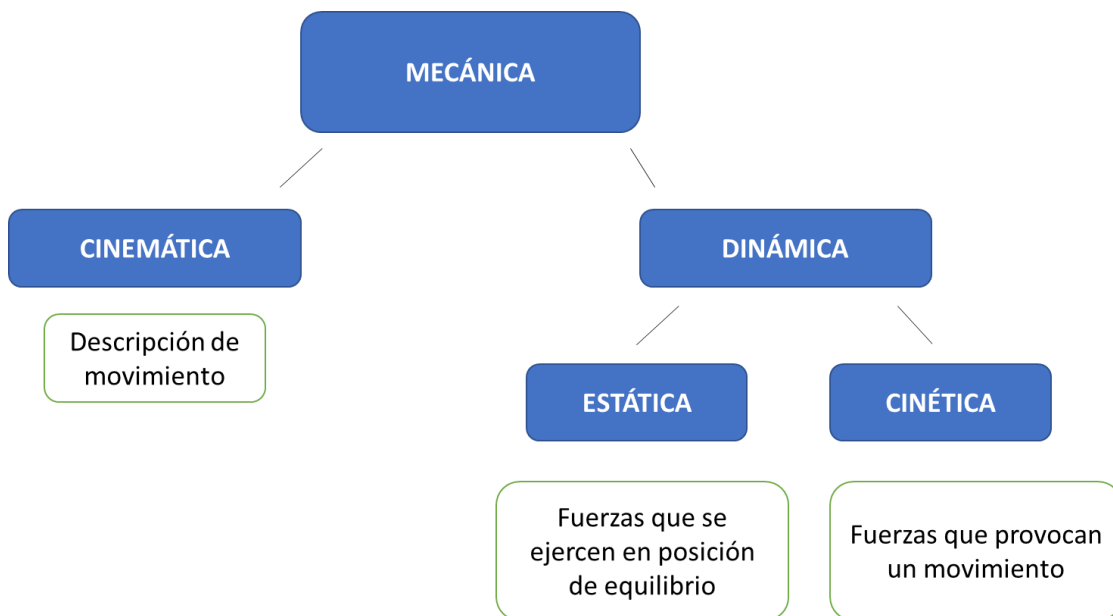 MECÁNICA
CINEMÁTICA
DINÁMICA
Descripción de
movimiento
ESTÁTICA
CINÉTICA
Fuerzas que se
ejercen en posición
de equilibrio
Fuerzas que provocan
un movimiento